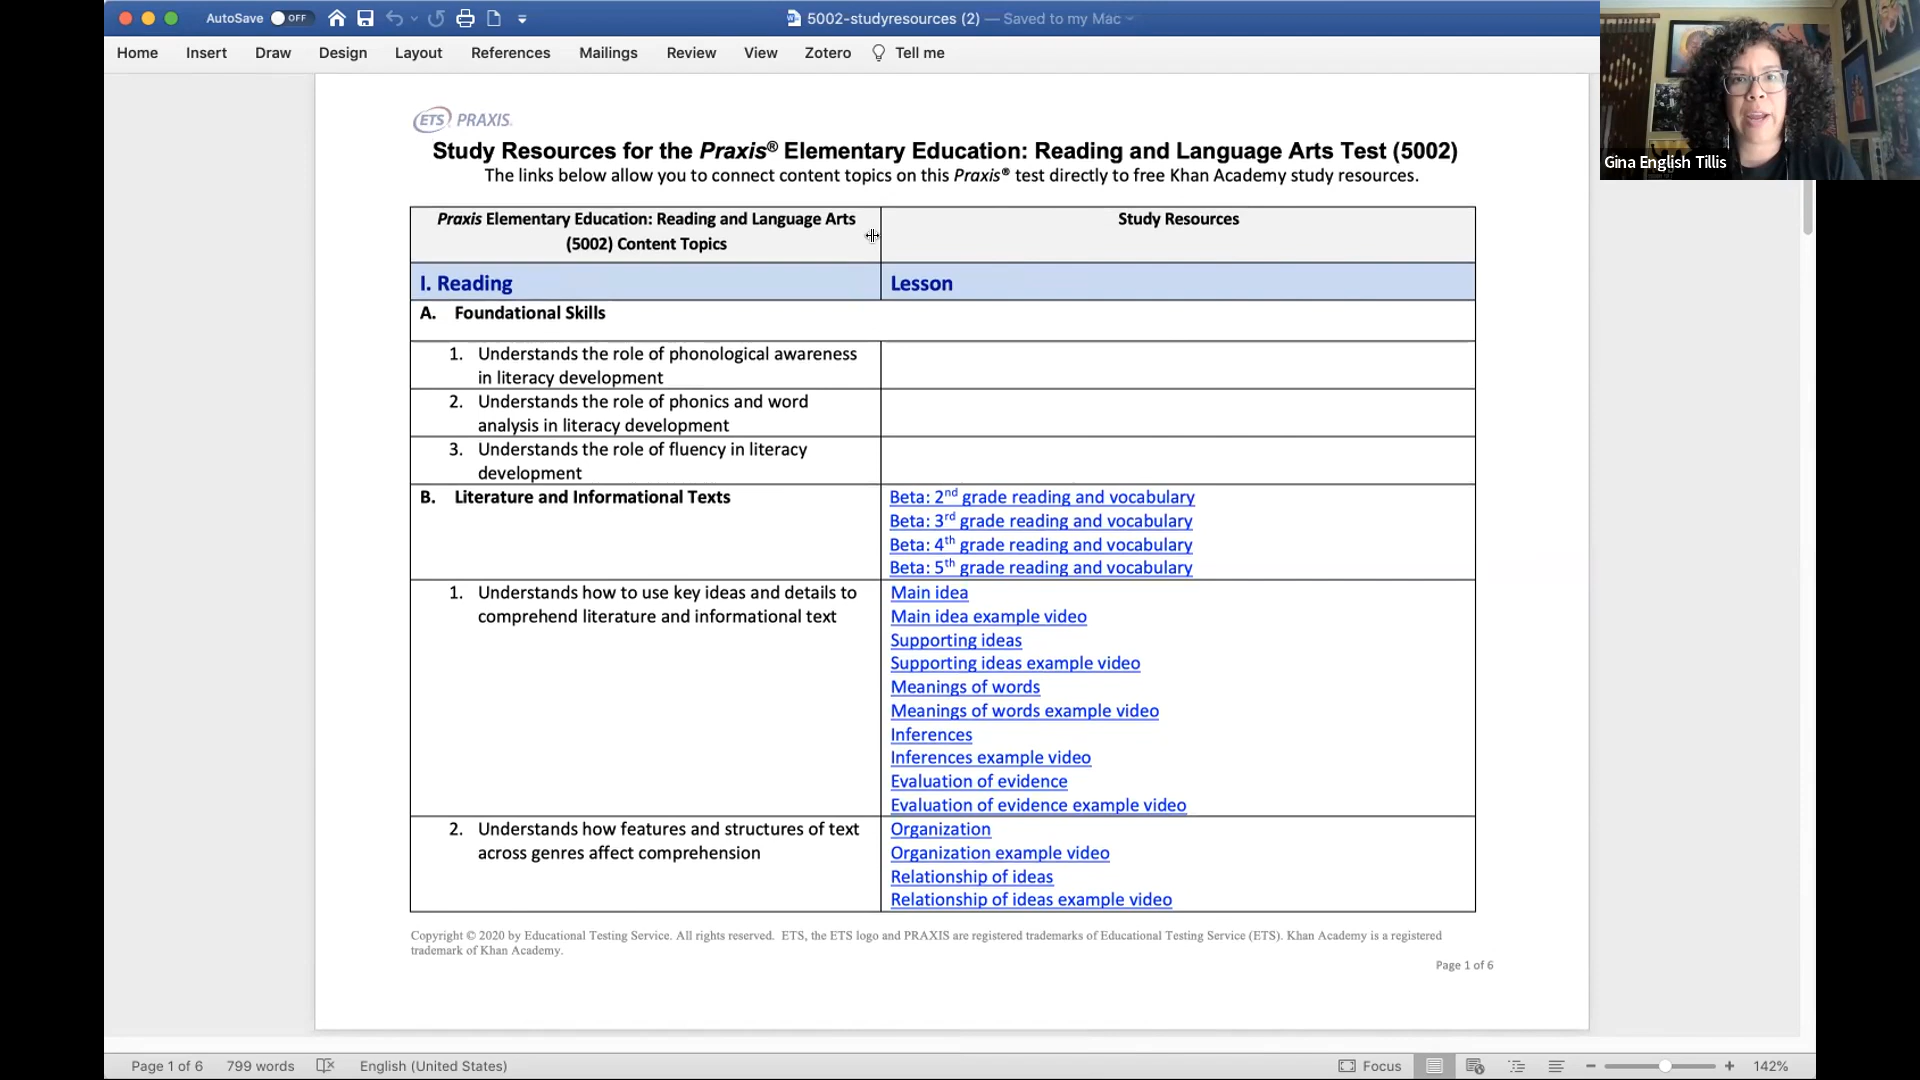 AutoSave OFF
5002-studyresources (2) — Saved to my Mac
Home Insert Draw Design Layout References Mailings Review View Zotero Tell me
Gina English Tillis
ETS PRAXIS
Study Resources for the Praxis® Elementary Education: Reading and Language Arts Test (5002)
The links below allow you to connect content topics on this Praxis® test directly to free Khan Academy study resources.
Praxis Elementary Education: Reading and Language Arts
(5002) Content Topics
Study Resources
I. Reading
Lesson
A. Foundational Skills
1. Understands the role of phonological awareness
in literacy development
2. Understands the role of phonics and word
analysis in literacy development
3. Understands the role of fluency in literacy
development
B. Literature and Informational Texts
Beta: 2nd grade reading and vocabulary
Beta: 3rd grade reading and vocabulary
Beta: 4th grade reading and vocabulary
Beta: 5th grade reading and vocabulary
1. Understands how to use key ideas and details to
comprehend literature and informational text
Main idea
Main idea example video
Supporting ideas
Supporting ideas example video
Meanings of words
Meanings of words example video
Inferences
Inferences example video
Evaluation of evidence
Evaluation of evidence example video
2. Understands how features and structures of text
across genres affect comprehension
Organization
Organization example video
Relationship of ideas
Relationship of ideas example video
Copyright © 2020 by Educational Testing Service. All rights reserved. ETS, the ETS logo and PRAXIS are registered trademarks of Educational Testing Service (ETS). Khan Academy is a registered
trademark of Khan Academy.
Page 1 of 6
Page 1 of 6 799 words English (United States) Focus 142%